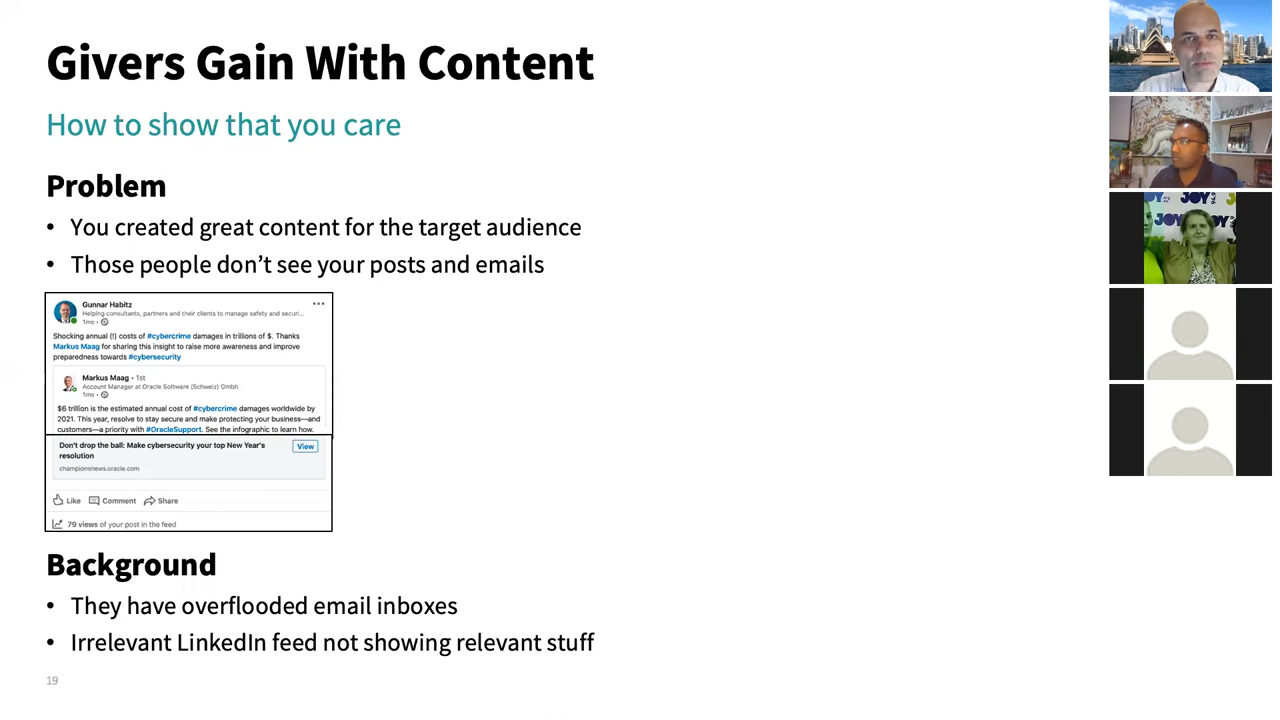 Givers Gain With Content
How to show that you care
Problem
• You created great content for the target audience
• Those people don’t see your posts and emails
Gunnar Habitz
Helping consultants, partners and their clients to manage safety and securi...
1mo •
Shocking annual (!) costs of #cybercrime damages in trillions of $. Thanks
Markus Maag for sharing this insight to raise more awareness and improve
preparedness towards #cybersecurity
Markus Maag • 1st
Account Manager at Oracle Software (Schweiz) Gmbh
1mo •
$6 trillion is the estimated annual cost of #cybercrime damages worldwide by
2021. This year, resolve to stay secure and make protecting your business—and
customers—a priority with #OracleSupport. See the infographic to learn how.
Don't drop the ball: Make cybersecurity your top New Year's
resolution
View
championsnews.oracle.com
Like Comment Share
79 views of your post in the feed
Background
• They have overflooded email inboxes
• Irrelevant LinkedIn feed not showing relevant stuff
19
IMAGINE
JOY
JOY